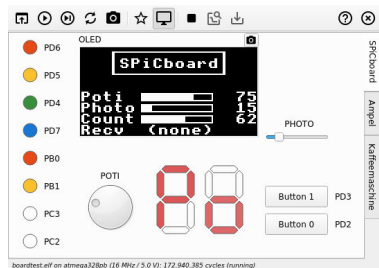 OLED
SPiCboard
Poti 75
Photo 15
Count 62
Recv (none)
PD6
PD5
PD4
PD7
PB0
PB1
PC3
PC2
POTI
PHOTO
Button 1 PD3
Button 0 PD2
SPiCboard
Ampel
Kaffeemaschine
boardtest.elf on atmega328pb (16 MHz / 5.0 V): 172.940.385 cycles (running)